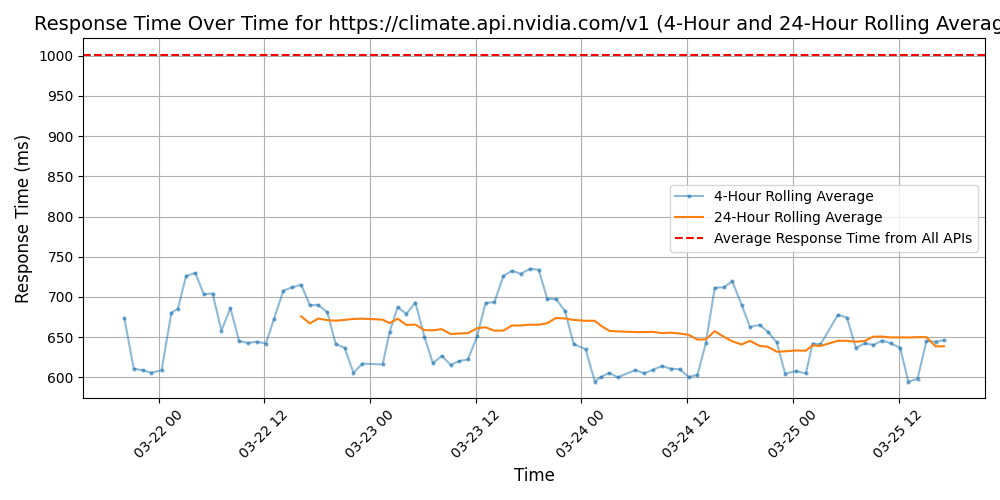 Response Time Over Time for https://climate.api.nvidia.com/v1 (4-Hour and 24-Hour Rolling Averag
1000
950
900
850
800
750
700
650
600
Response Time (ms)
4-Hour Rolling Average
24-Hour Rolling Average
Average Response Time from All APIs
03-22 00
03-22 12
03-23 00
03-23 12
03-24 00
03-24 12
03-25 00
03-25 12
Time